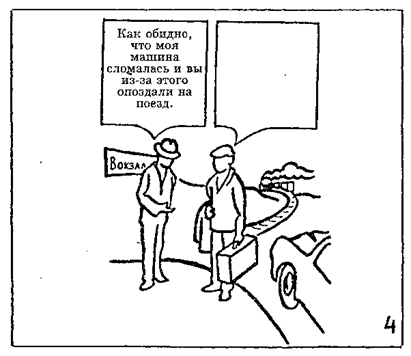 Как обидно,
что моя
машина
сломалась и вы
из-за этого
опоздали на
поезд.
Вокзал
4